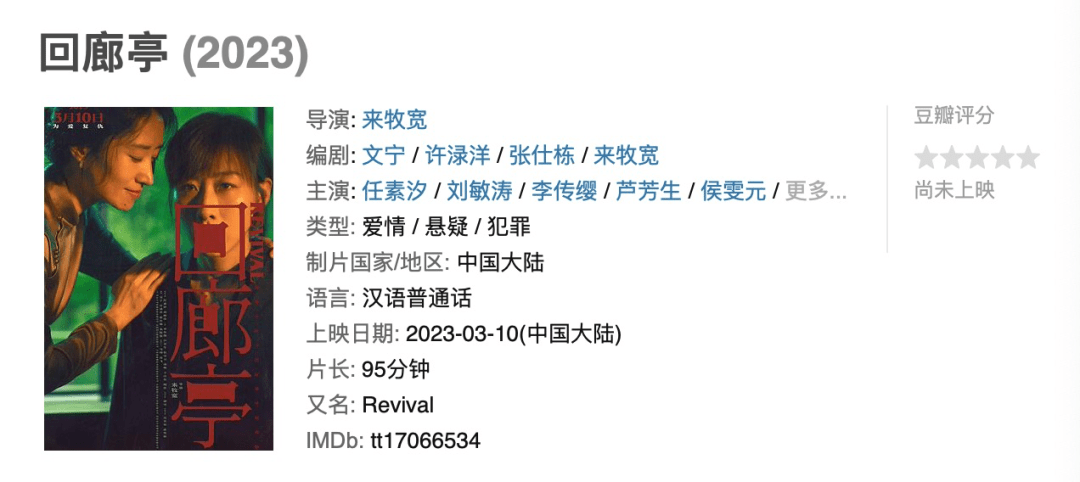 回廊亭 (2023)
3月10日
为爱复仇
回廊亭
REVIVAL
导演: 来牧宽
编剧: 文宁 / 许渌洋 / 张仕栋 / 来牧宽
主演: 任素汐 / 刘敏涛 / 李传缨 / 芦芳生 / 侯雯元 / 更多...
类型: 爱情 / 悬疑 / 犯罪
制片国家/地区: 中国大陆
语言: 汉语普通话
上映日期: 2023-03-10(中国大陆)
片长: 95分钟
又名: Revival
IMDb: tt17066534
豆瓣评分
尚未上映